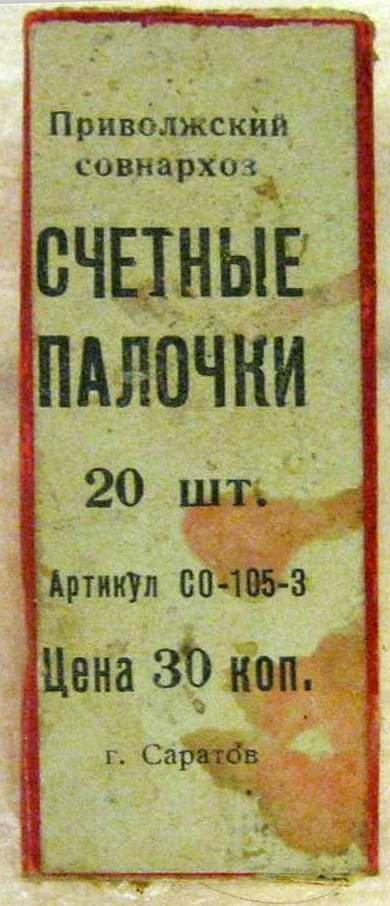 Приволжский
совнархоз
СЧЕТНЫЕ
ПАЛОЧКИ
20 шт.
Артикул СО-105-3
Цена 30 коп.
г. Саратов